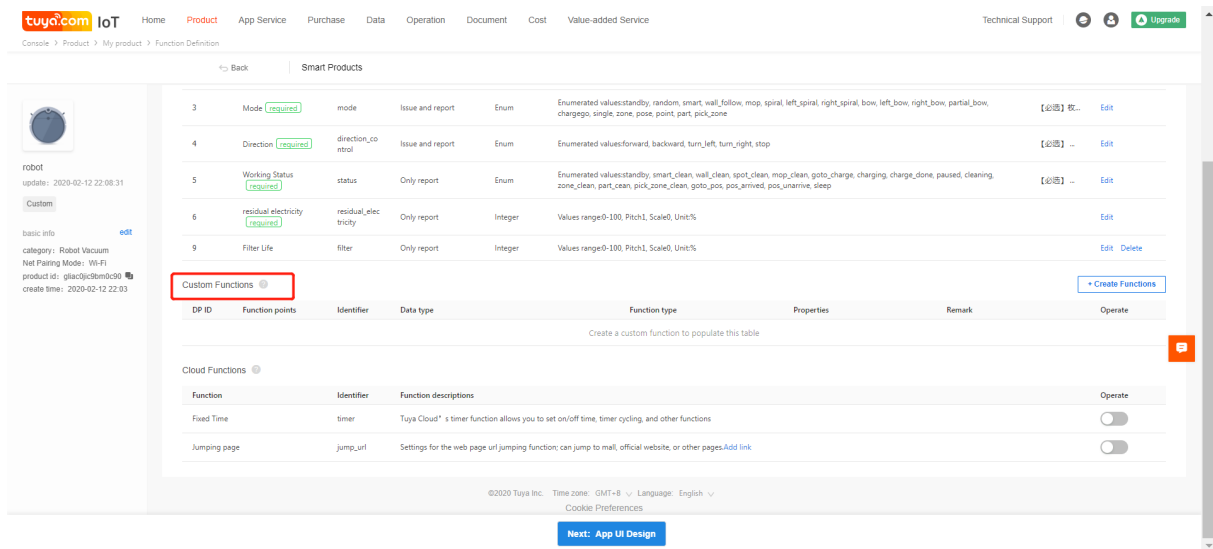 tuya.com IoT Home Product App Service Purchase Data Operation Document Cost Value-added Service Technical Support Upgrade
Console > Product > My product > Function Definition
Back Smart Products
3 Mode required mode Issue and report Enum Enumerated values:standby, random, smart, wall_follow, mop, spiral, left_spiral, right_spiral, bow, left_bow, right_bow, partial_bow, 【必选】枚... Edit
chargego, single, zone, pose, point, part, pick_zone
4 Direction required direction_co Issue and report Enum Enumerated values:forward, backward, turn_left, turn_right, stop 【必选】 ... Edit
ntrol
5 Working Status status Only report Enum Enumerated values:standby, smart_clean, wall_clean, spot_clean, mop_clean, goto_charge, charging, charge_done, paused, cleaning, 【必选】 ... Edit
required zone_clean, part_cean, pick_zone_clean, goto_pos, pos_arrived, pos_unarrive, sleep
6 residual electricity residual_elec Only report Integer Values range:0-100, Pitch1, Scale0, Unit:% Edit
required tricity
9 Filter Life filter Only report Integer Values range:0-100, Pitch1, Scale0, Unit:% Edit Delete
robot
update: 2020-02-12 22:08:31
Custom
basic info edit
category: Robot Vacuum
Net Pairing Mode: Wi-Fi
product id: gliac0jic9bm0c90
create time: 2020-02-12 22:03
Custom Functions ? + Create Functions
DP ID Function points Identifier Data type Function type Properties Remark Operate
Create a custom function to populate this table
Cloud Functions ?
Function Identifier Function descriptions Operate
Fixed Time timer Tuya Cloud" s timer function allows you to set on/off time, timer cycling, and other functions
Jumping page jump_url Settings for the web page url jumping function; can jump to mall, official website, or other pages.Add link
©2020 Tuya Inc. Time zone: GMT+8 Language: English
Cookie Preferences
Next: App UI Design